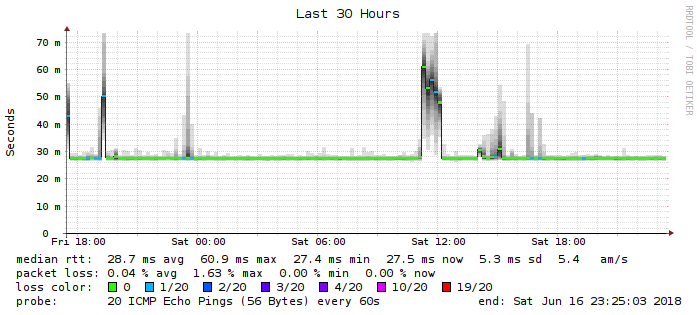 Last 30 Hours
RRDTOOL / TOBI OETIKER
Seconds
70 m
60 m
50 m
40 m
30 m
20 m
10 m
0
Fri 18:00 Sat 00:00 Sat 06:00 Sat 12:00 Sat 18:00
median rtt: 28.7 ms avg 60.9 ms max 27.4 ms min 27.5 ms now 5.3 ms sd 5.4 am/s
packet loss: 0.04 % avg 1.63 % max 0.00 % min 0.00 % now
loss color: 0 1/20 2/20 3/20 4/20 10/20 19/20
probe: 20 ICMP Echo Pings (56 Bytes) every 60s end: Sat Jun 16 23:25:03 2018